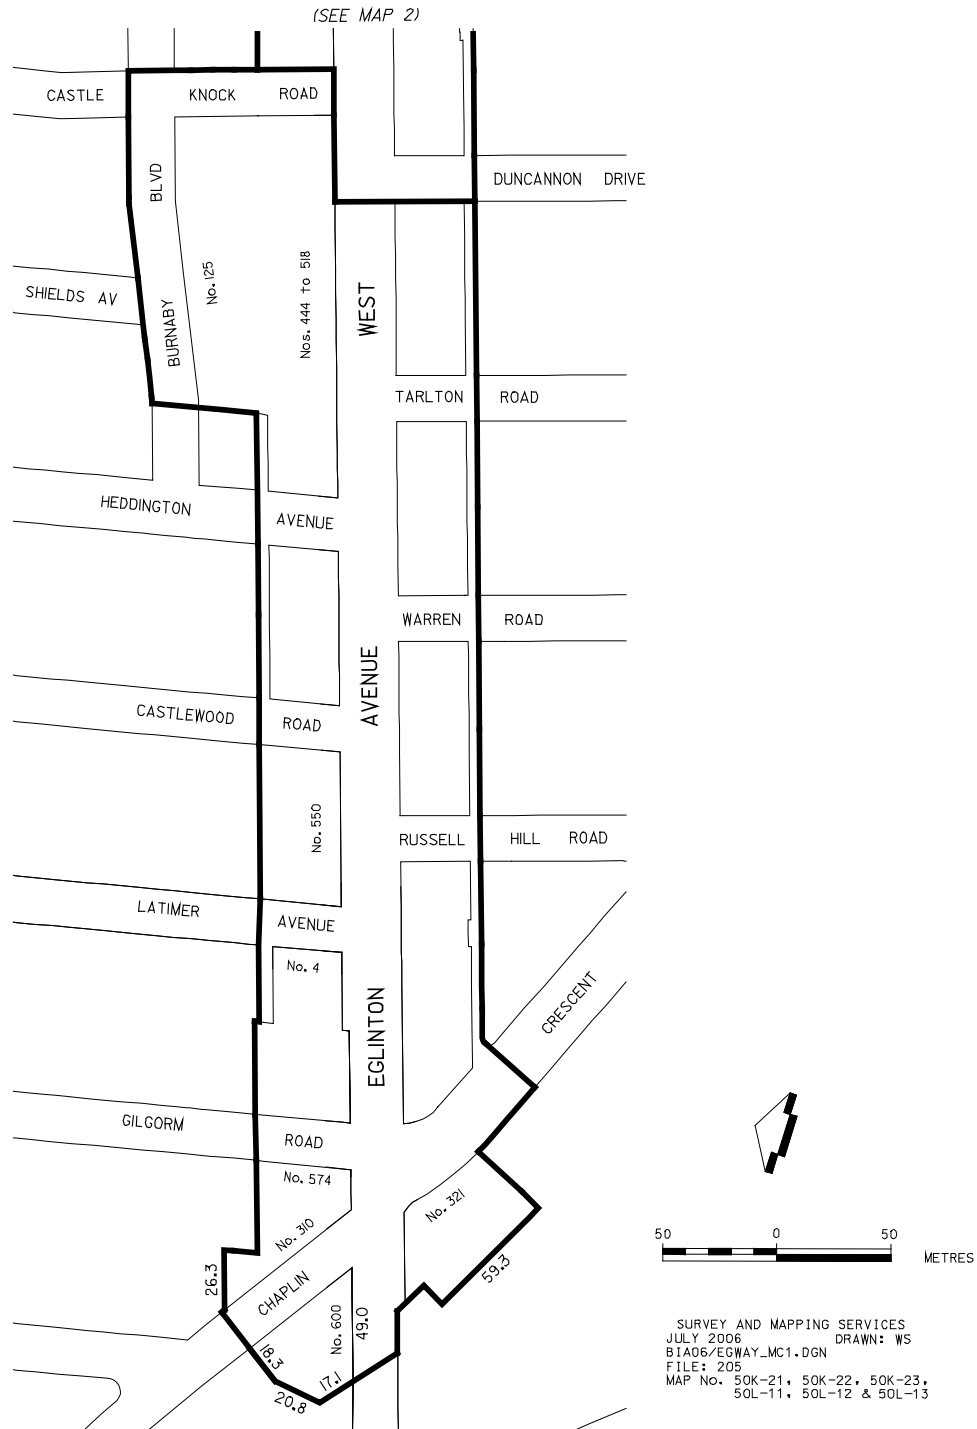 (SEE MAP 2)
CASTLE KNOCK ROAD
BLVD
DUNCANNON DRIVE
No. 125
Nos. 444 to 518
SHIELDS AV
BURNABY
WEST
TARLTON ROAD
HEDDINGTON AVENUE
WARREN ROAD
AVENUE
CASTLEWOOD ROAD
No. 550
RUSSELL HILL ROAD
LATIMER AVENUE
No. 4
EGLINTON
CRESCENT
GILGORM ROAD
No. 574
No. 321
No. 310
26.3
CHAPLIN
59.3
No. 600
49.0
18.3
17.1
20.8
50 0 50
METRES
SURVEY AND MAPPING SERVICES
JULY 2006 DRAWN: WS
BIA06/EGWAY_MC1.DGN
FILE: 205
MAP No. 50K-21, 50K-22, 50K-23,
50L-11, 50L-12 & 50L-13